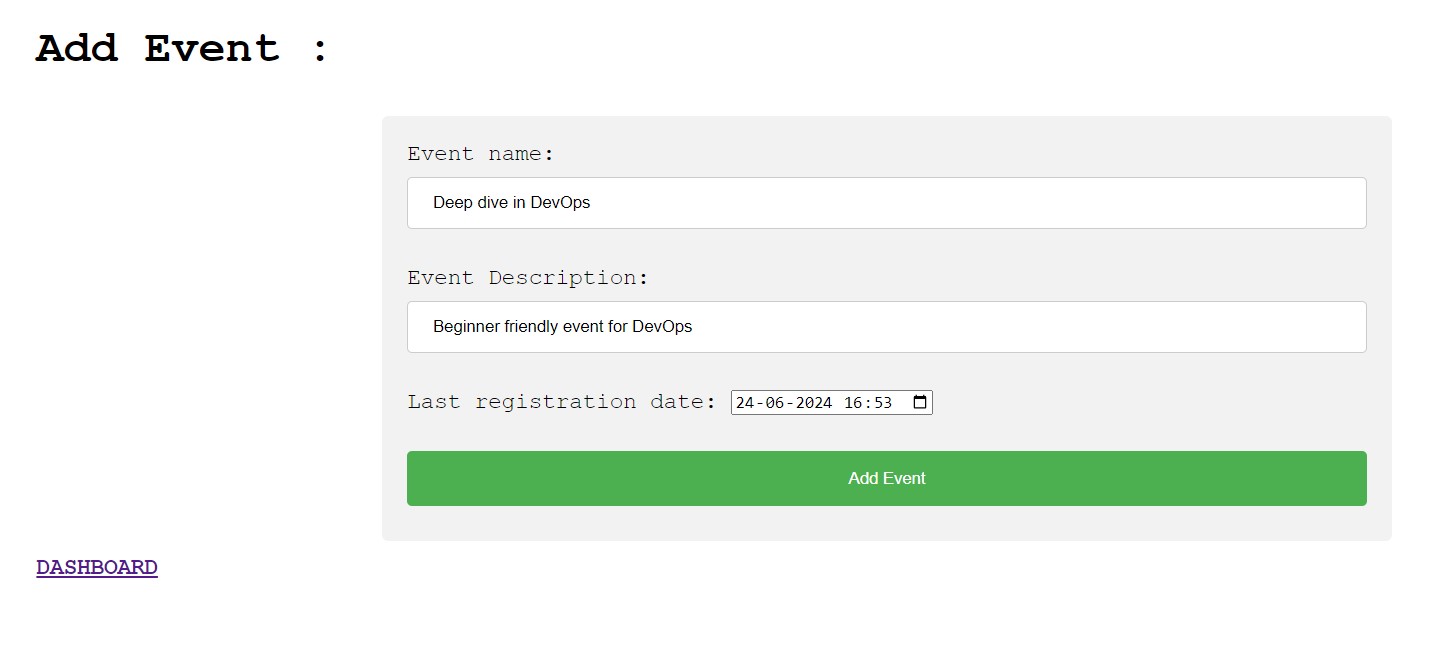 Add Event :
Event name:
Deep dive in DevOps
Event Description:
Beginner friendly event for DevOps
Last registration date: 24-06-2024 16:53
Add Event
DASHBOARD